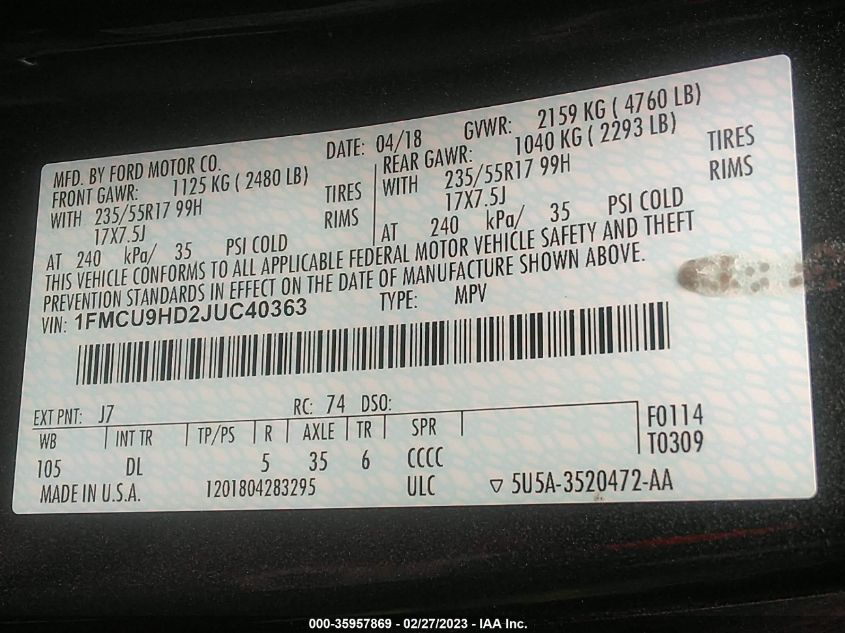 MFD. BY FORD MOTOR CO. DATE: 04/18 GVWR: 2159 KG ( 4760 LB)
FRONT GAWR: 1125 KG ( 2480 LB) REAR GAWR: 1040 KG ( 2293 LB)
WITH 235/55R17 99H TIRES WITH 235/55R17 99H TIRES
17X7.5J RIMS 17X7.5J RIMS
AT 240 kPa/ 35 PSI COLD AT 240 kPa/ 35 PSI COLD
THIS VEHICLE CONFORMS TO ALL APPLICABLE FEDERAL MOTOR VEHICLE SAFETY AND THEFT
PREVENTION STANDARDS IN EFFECT ON THE DATE OF MANUFACTURE SHOWN ABOVE.
VIN: 1FMCU9HD2JUC40363 TYPE: MPV
EXT PNT: J7 RC: 74 DSO:
WB INT TR TP/PS R AXLE TR SPR F0114
105 DL 5 35 6 CCCC T0309
MADE IN U.S.A. 1201804283295 ULC ▽ 5U5A-3520472-AA
000-35957869 - 02/27/2023 - IAA Inc.